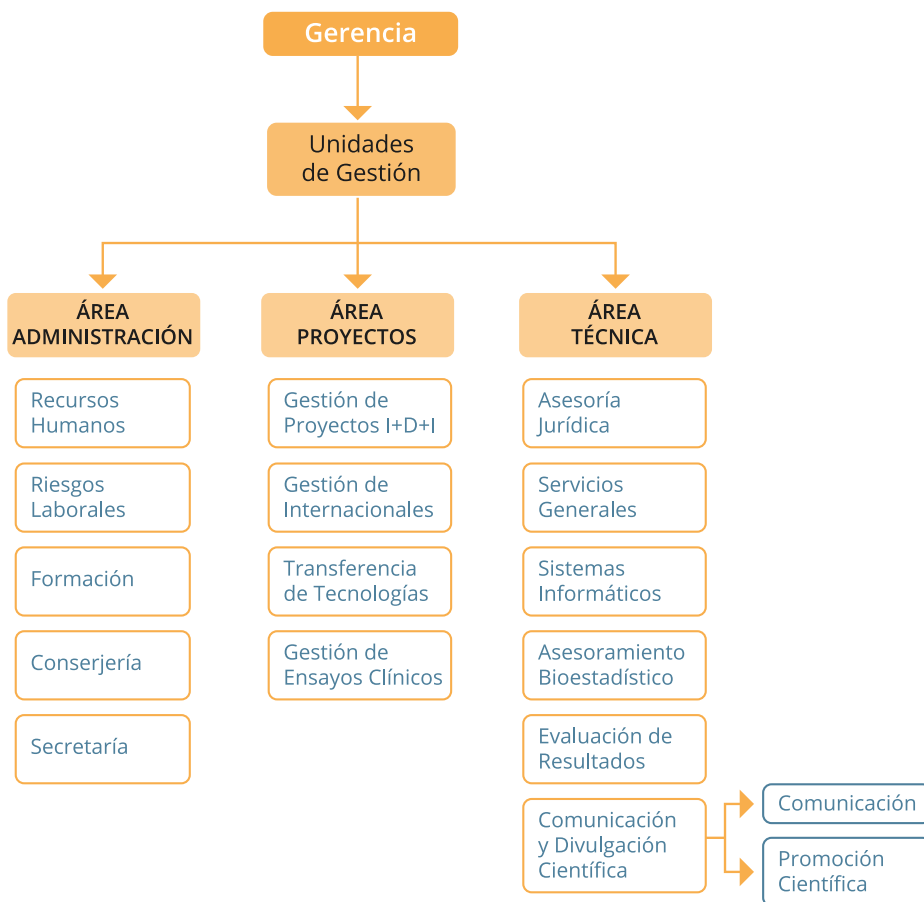 Gerencia
Unidades
de Gestión
ÁREA
ADMINISTRACIÓN
Recursos
Humanos
Riesgos
Laborales
Formación
Conserjería
Secretaría
ÁREA
PROYECTOS
Gestión de
Proyectos I+D+I
Gestión de
Internacionales
Transferencia
de Tecnologías
Gestión de
Ensayos Clínicos
ÁREA
TÉCNICA
Asesoría
Jurídica
Servicios
Generales
Sistemas
Informáticos
Asesoramiento
Bioestadístico
Evaluación de
Resultados
Comunicación
y Divulgación
Científica
Comunicación
Promoción
Científica